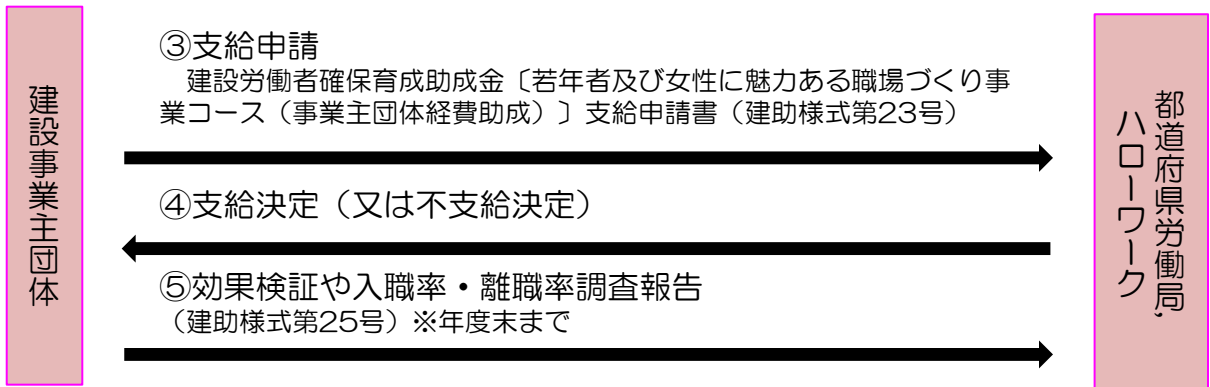 建設事業主団体
③支給申請
建設労働者確保育成助成金〔若年者及び女性に魅力ある職場づくり事
業コース(事業主団体経費助成)〕支給申請書(建助様式第23号)
④支給決定(又は不支給決定)
⑤効果検証や入職率・離職率調査報告
(建助様式第25号)※年度末まで
都道府県労働局,
ハローワーク